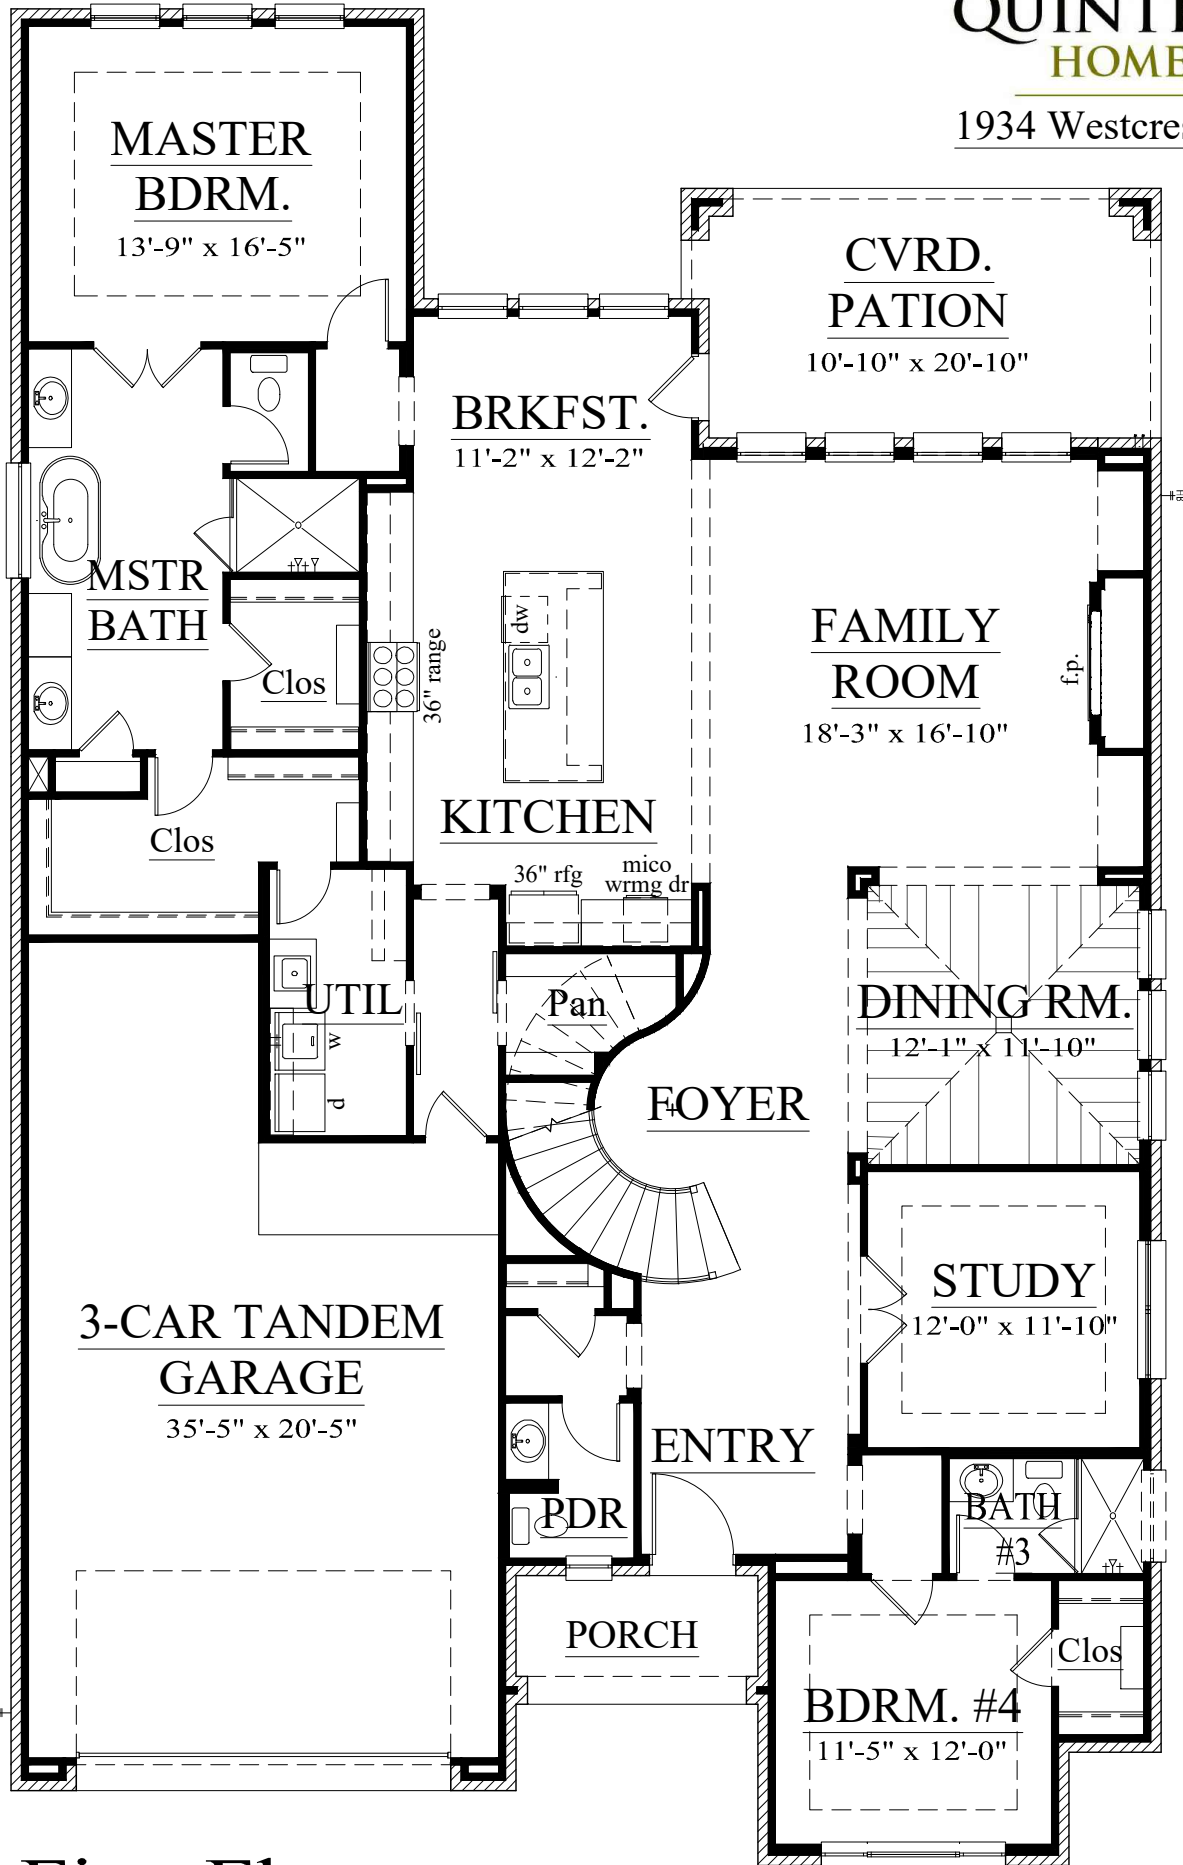 HOME
1934 Westcres
MASTER
BDRM.
13'-9" x 16'-5"
CVRD.
PATION
10'-10" x 20'-10"
BRKFST.
11'-2" x 12'-2"
MSTR
BATH
Clos
36" range
dw
FAMILY
ROOM
18'-3" x 16'-10"
f.p.
KITCHEN
Clos
36" rfg
mico
wrmg dr
UTIL
w
d
Pan
DINING RM.
12'-1" x 11'-10"
FOYER
STUDY
12'-0" x 11'-10"
3-CAR TANDEM
GARAGE
35'-5" x 20'-5"
ENTRY
PDR
BATH
#3
PORCH
Clos
BDRM. #4
11'-5" x 12'-0"